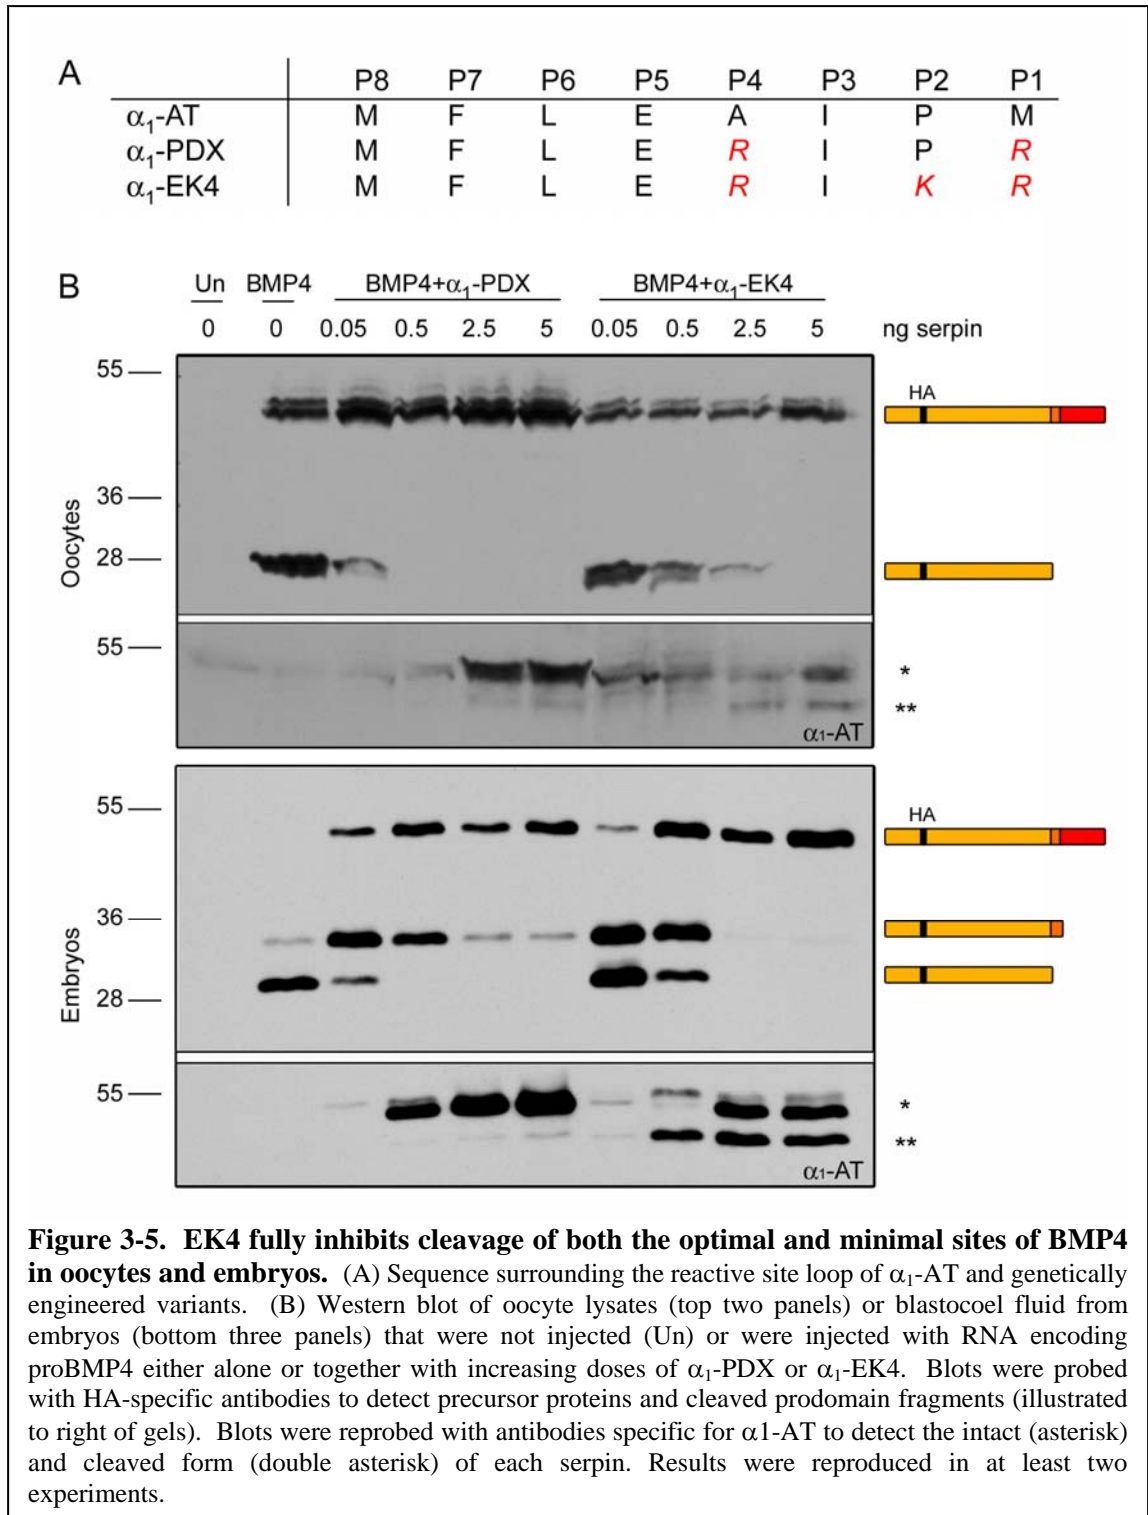 A
P8 P7 P6 P5 P4 P3 P2 P1
α1-AT M F L E A I P M
α1-PDX M F L E R I P R
α1-EK4 M F L E R I K R
B
Un BMP4 BMP4+α1-PDX BMP4+α1-EK4
0 0 0.05 0.5 2.5 5 0.05 0.5 2.5 5 ng serpin
Oocytes
55
HA
36
28
55
*
**
α1-AT
Embryos
55
HA
36
28
55
*
**
α1-AT
Figure 3-5. EK4 fully inhibits cleavage of both the optimal and minimal sites of BMP4
in oocytes and embryos. (A) Sequence surrounding the reactive site loop of α1-AT and genetically
engineered variants. (B) Western blot of oocyte lysates (top two panels) or blastocoel fluid from
embryos (bottom three panels) that were not injected (Un) or were injected with RNA encoding
proBMP4 either alone or together with increasing doses of α1-PDX or α1-EK4. Blots were probed
with HA-specific antibodies to detect precursor proteins and cleaved prodomain fragments (illustrated
to right of gels). Blots were reprobed with antibodies specific for α1-AT to detect the intact (asterisk)
and cleaved form (double asterisk) of each serpin. Results were reproduced in at least two
experiments.